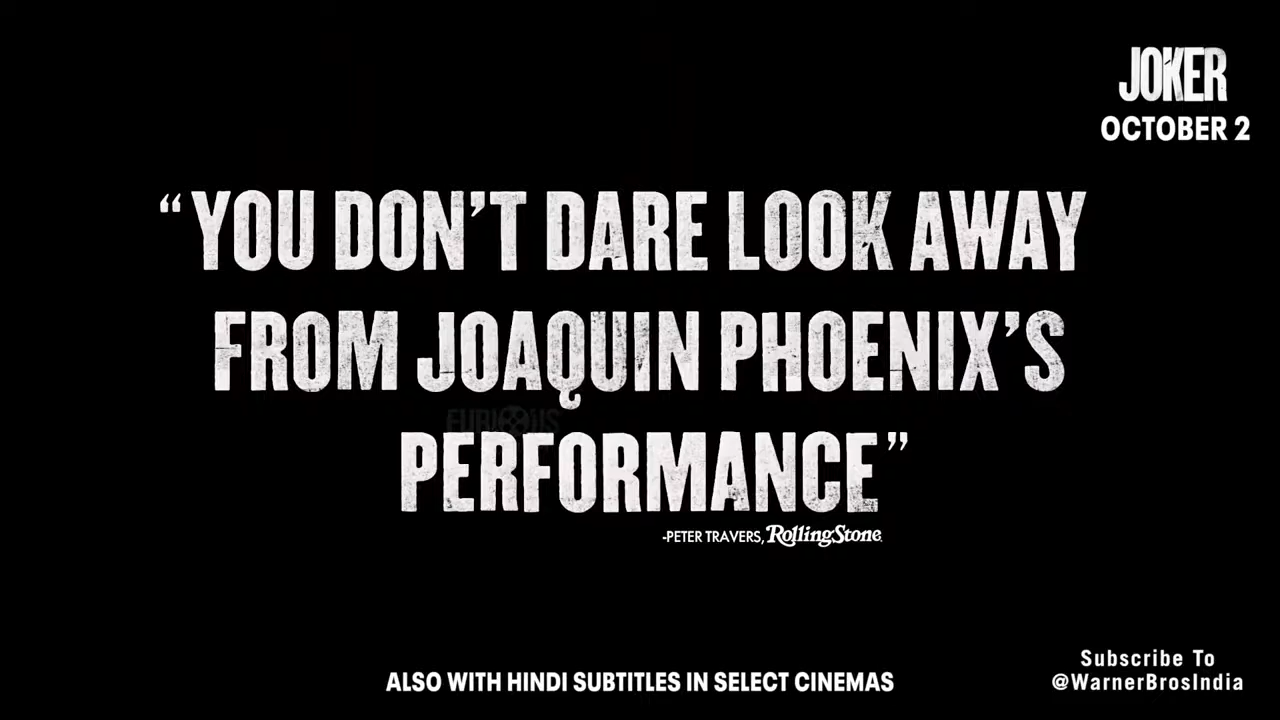 JOKER
OCTOBER 2
“YOU DON’T DARE LOOK AWAY
FROM JOAQUIN PHOENIX’S
PERFORMANCE”
-PETER TRAVERS, RollingStone
FURIOUS
ALSO WITH HINDI SUBTITLES IN SELECT CINEMAS
Subscribe To
@WarnerBrosIndia